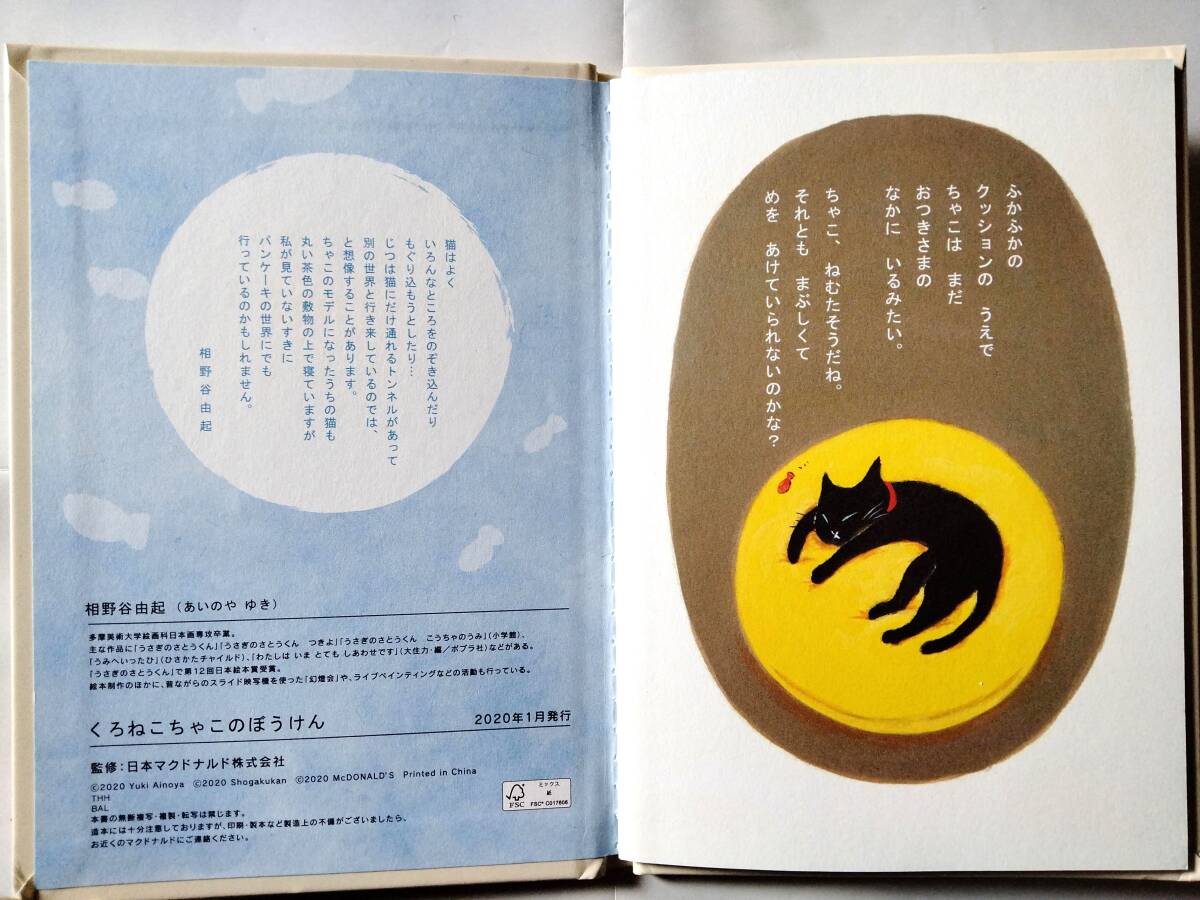 猫はよく
いろんなところをのぞき込んだり
もぐり込もうとしたり…
じつは猫にだけ通れるトンネルがあって
別の世界と行き来しているのでは、
と想像することがあります。
ちゃこのモデルになったうちの猫も
丸い茶色の敷物の上で寝ていますが
私が見ていないすきに
パンケーキの世界にでも
行っているのかもしれません。
相野谷由起
相野谷由起（あいのや ゆき）
多摩美術大学絵画科日本画専攻卒業。
主な作品に「うさぎのさとうくん」「うさぎのさとうくん つきよ」「うさぎのさとうくん こうちゃのうみ」（小学館）、
「うみへいったひ」（ひさかたチャイルド）、「わたしは いま とても しあわせです」（大住力・編／ポプラ社）などがある。
「うさぎのさとうくん」で第12回日本絵本賞受賞。
絵本制作のほかに、昔ながらのスライド映写機を使った「幻燈会」や、ライブペインティングなどの活動も行っている。
くろねこちゃこのぼうけん 2020年1月発行
監修：日本マクドナルド株式会社
©2020 Yuki Ainoya ©2020 Shogakukan ©2020 McDONALD'S Printed in China
THH
BAL
本書の無断複写・複製・転写は禁じます。
造本には十分注意しておりますが、印刷・製本など製造上の不備がございましたら、
お近くのマクドナルドにご連絡ください。
ミックス
紙
FSC
FSC® C017606
ふかふかの
クッションの うえで
ちゃこは まだ
おつきさまの
なかに いるみたい。
ちゃこ、ねむたそうだね。
それとも まぶしくて
めを あけていられないのかな？